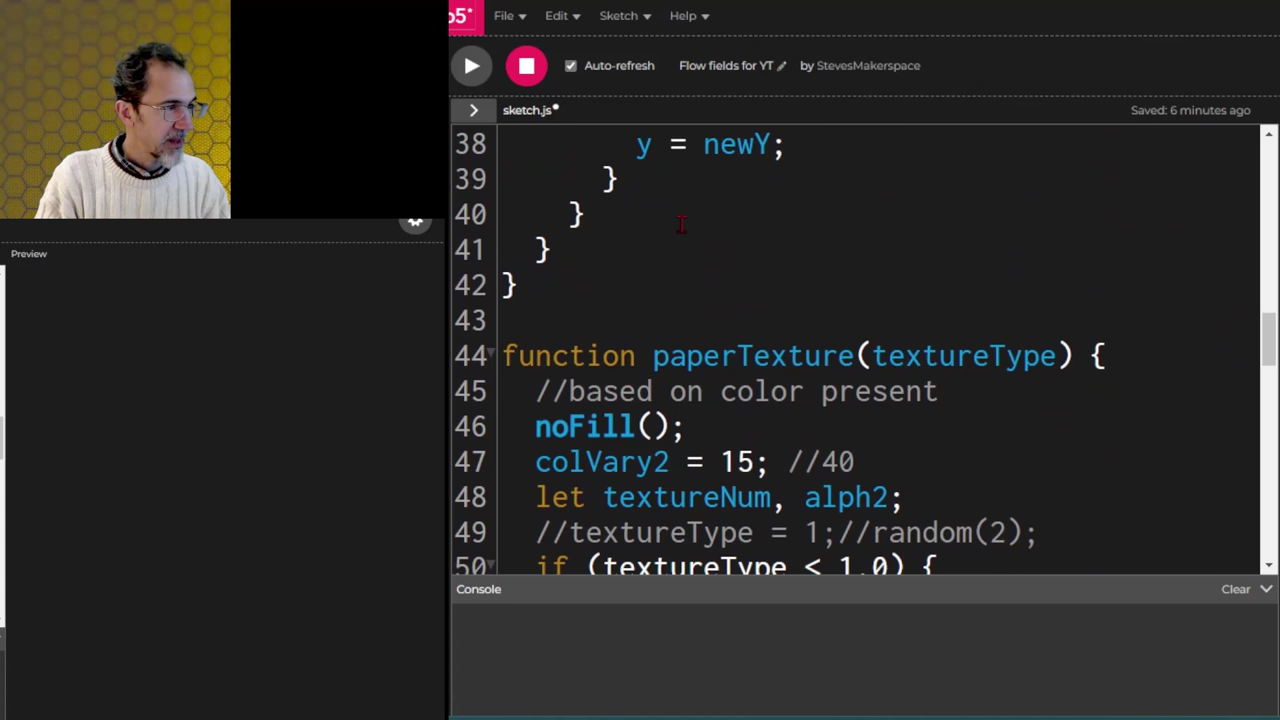 p5* File Edit Sketch Help
Auto-refresh Flow fields for YT by StevesMakerspace
> sketch.js• Saved: 6 minutes ago
Preview
38 y = newY;
39 }
40 }
41 }
42 }
43
44 function paperTexture(textureType) {
45 //based on color present
46 noFill();
47 colVary2 = 15; //40
48 let textureNum, alph2;
49 //textureType = 1;//random(2);
50 if (textureType < 1.0) {
Console Clear